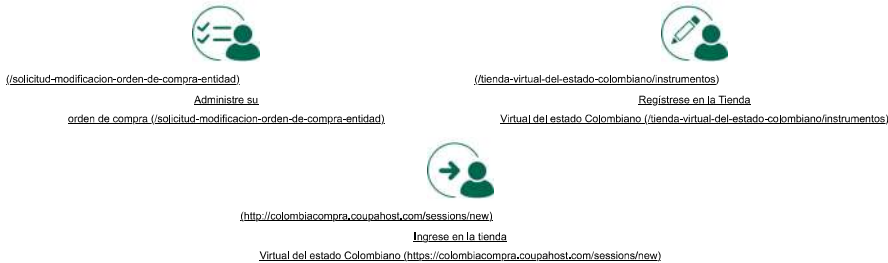 (/solicitud-modificacion-orden-de-compra-entidad)
Administre su
orden de compra (/solicitud-modificacion-orden-de-compra-entidad)
(/tienda-virtual-del-estado-colombiano/instrumentos)
Regístrese en la Tienda
Virtual del estado Colombiano (/tienda-virtual-del-estado-colombiano/instrumentos)
(http://colombiacompra.coupahost.com/sessions/new)
Ingrese en la tienda
Virtual del estado Colombiano (https://colombiacompra.coupahost.com/sessions/new)